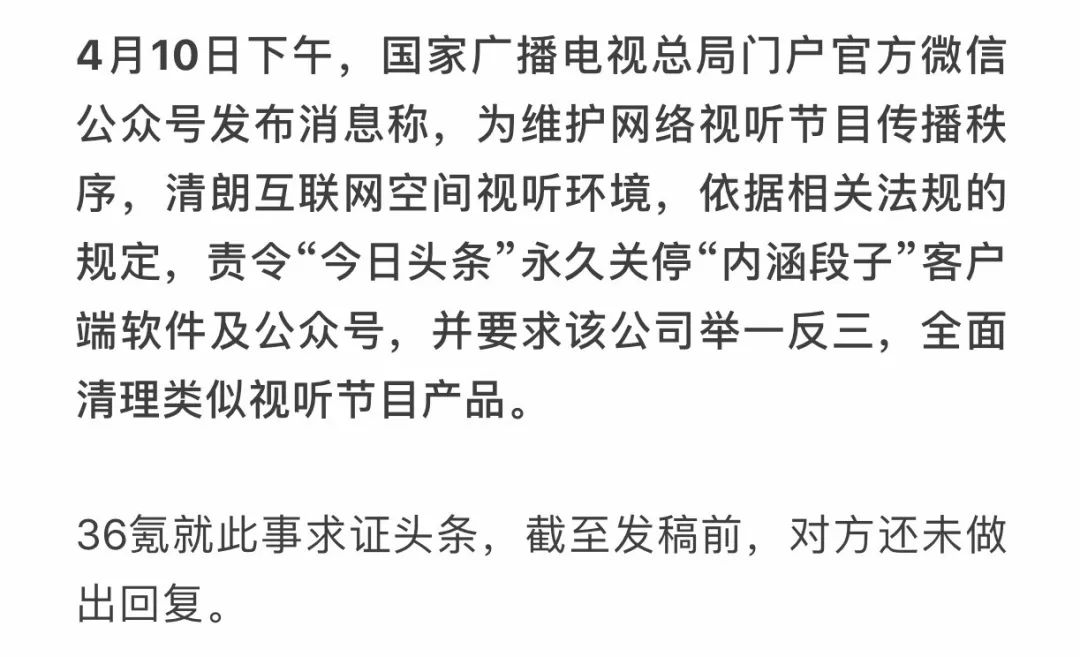 4月10日下午，国家广播电视总局门户官方微信
公众号发布消息称，为维护网络视听节目传播秩
序，清朗互联网空间视听环境，依据相关法规的
规定，责令“今日头条”永久关停“内涵段子”客户
端软件及公众号，并要求该公司举一反三，全面
清理类似视听节目产品。
36氪就此事求证头条，截至发稿前，对方还未做
出回复。